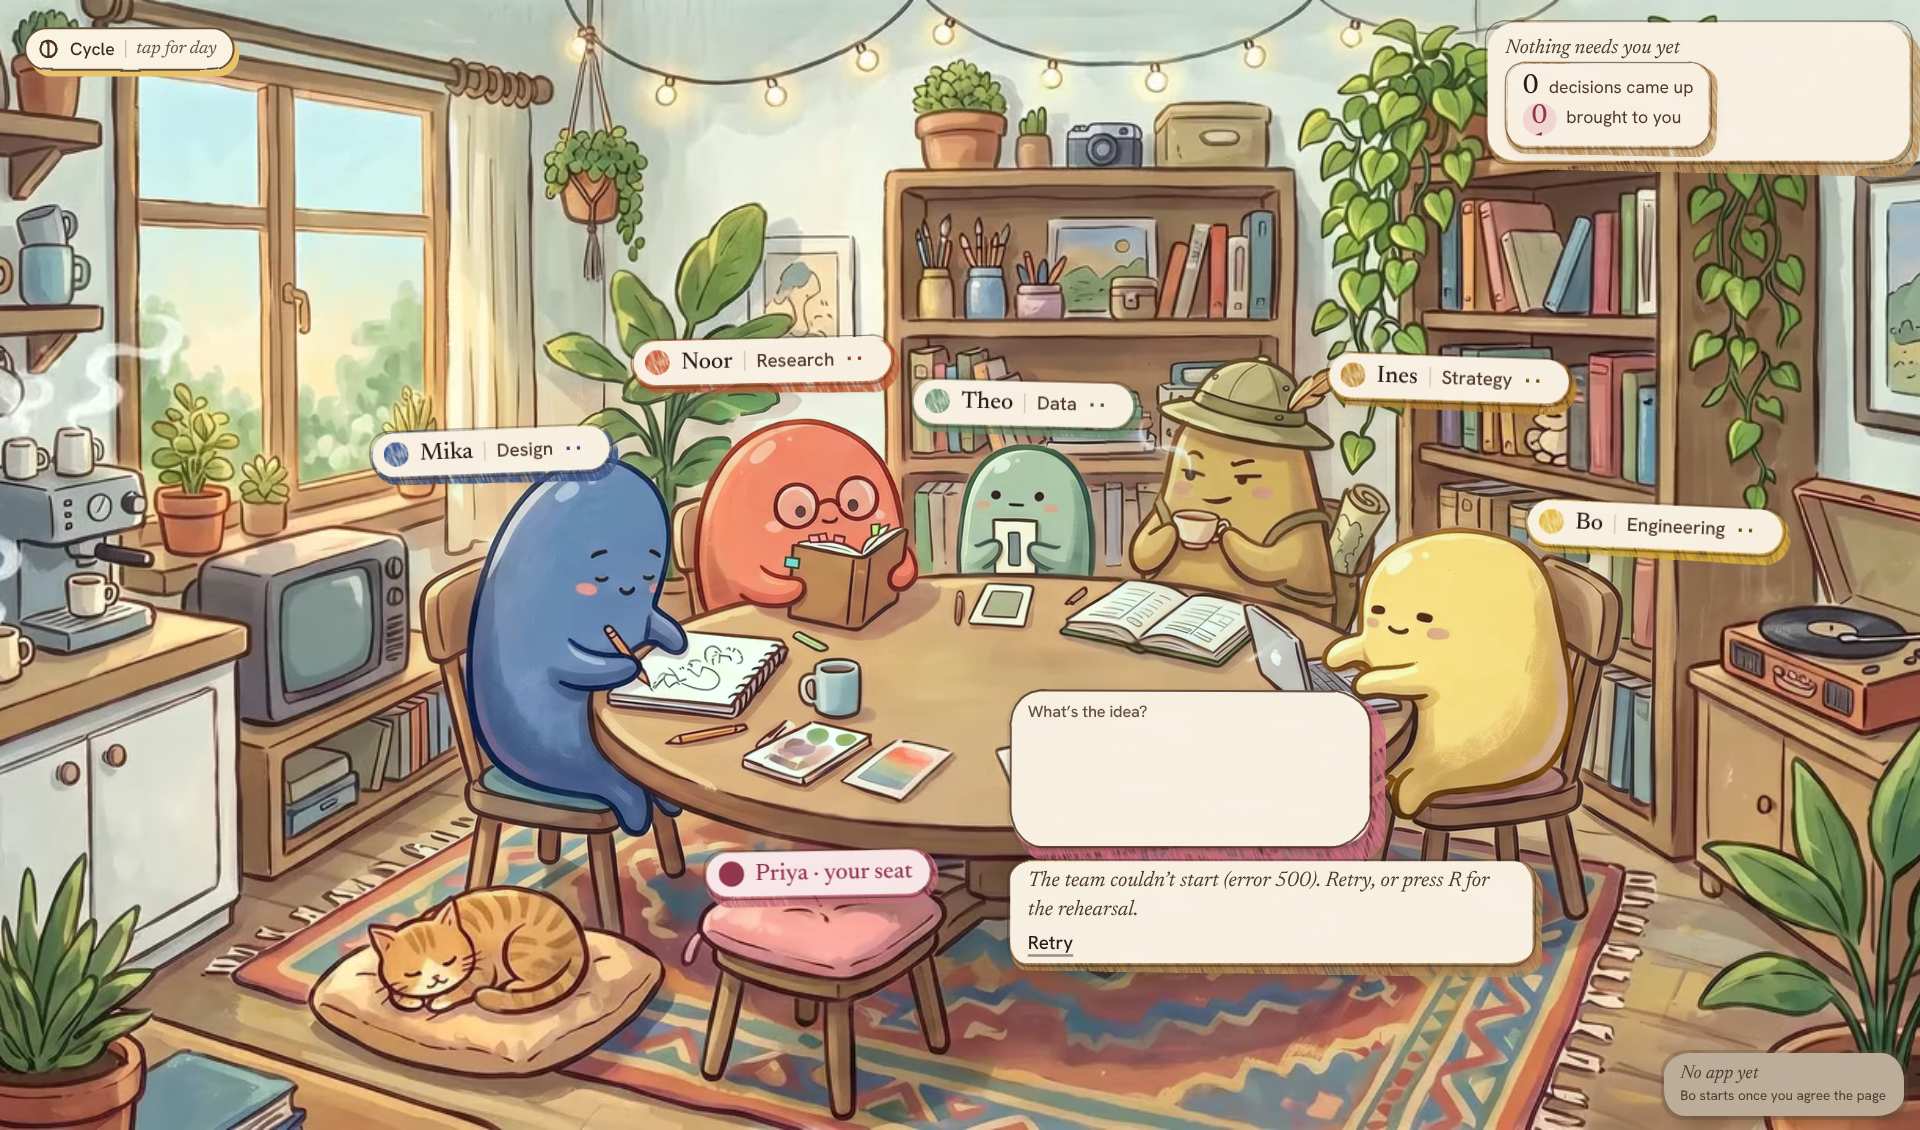 Cycle | tap for day
Nothing needs you yet
0 decisions came up
0 brought to you
Noor | Research
Theo | Data
Ines | Strategy
Mika | Design
Bo | Engineering
What's the idea?
Priya · your seat
The team couldn't start (error 500). Retry, or press R for
the rehearsal.
Retry
No app yet
Bo starts once you agree the page